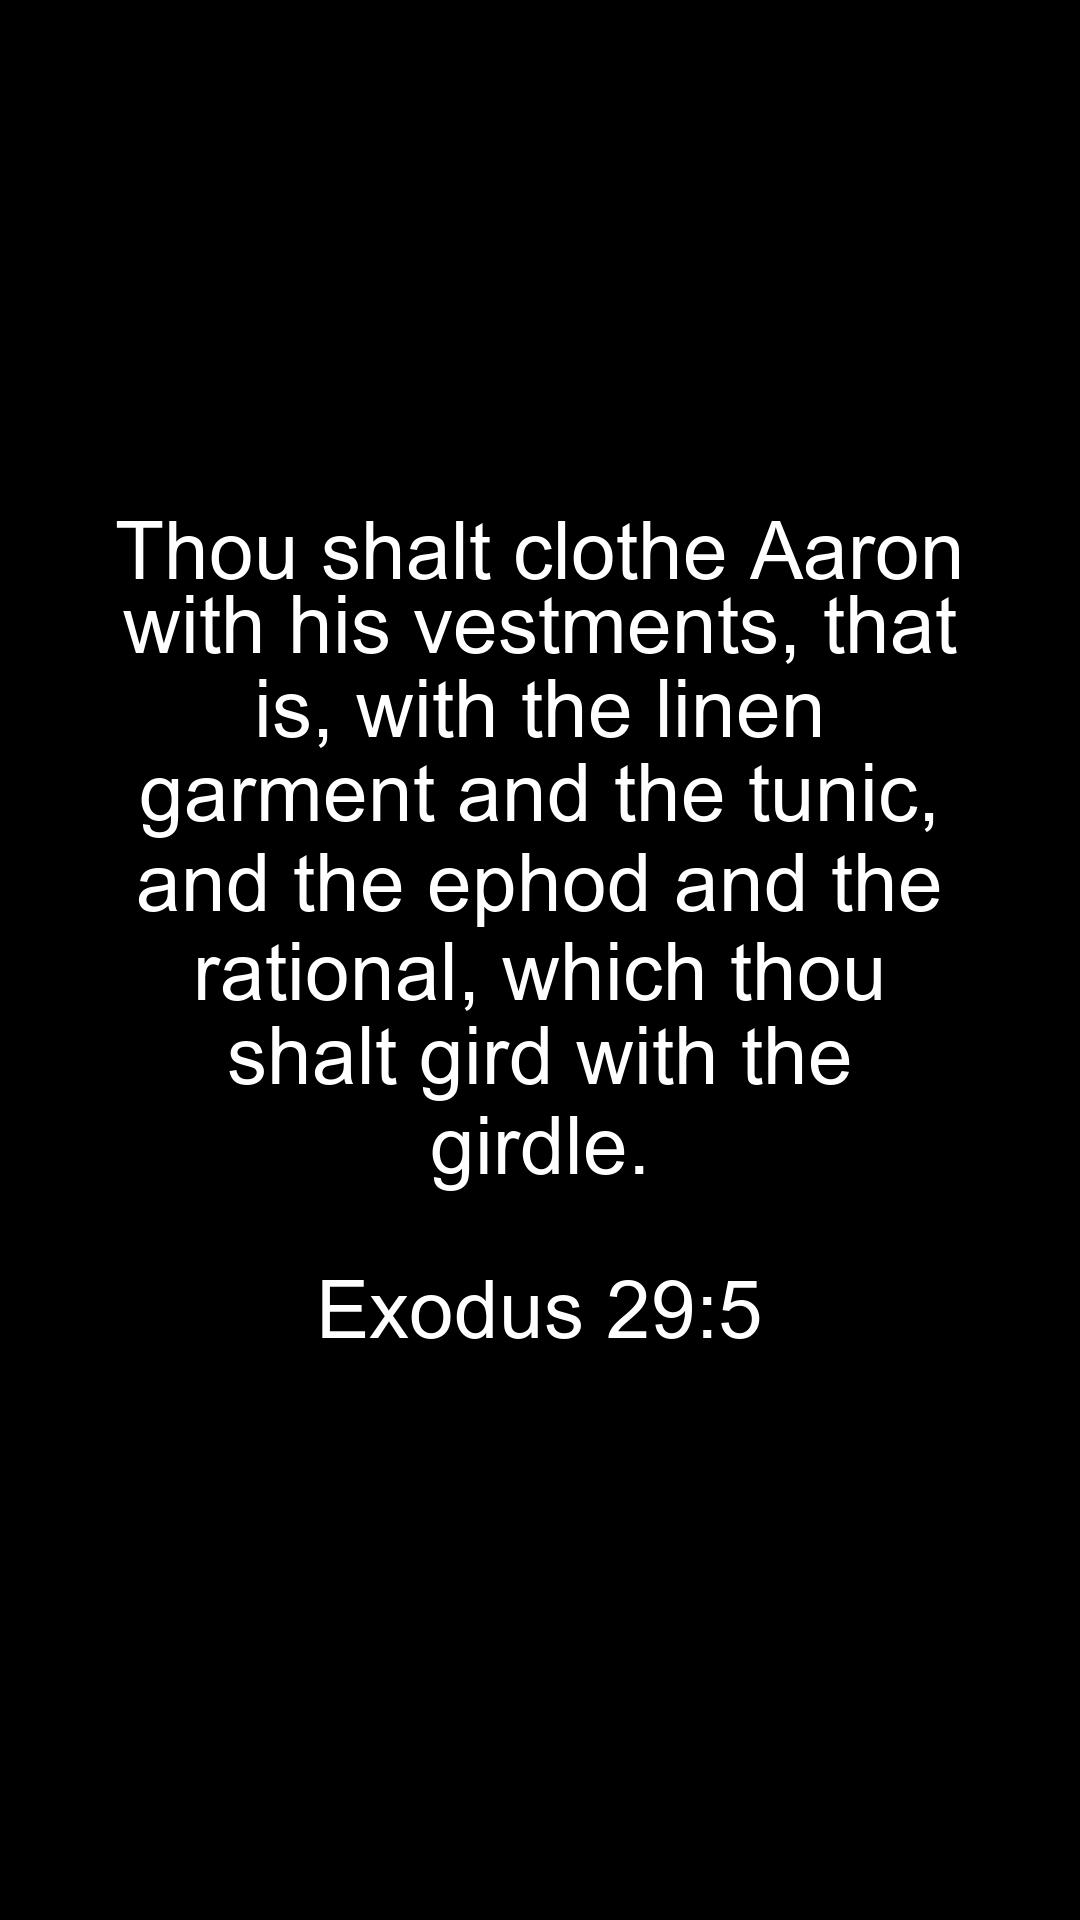 Thou shalt clothe Aaron
with his vestments, that
is, with the linen
garment and the tunic,
and the ephod and the
rational, which thou
shalt gird with the
girdle.
Exodus 29:5